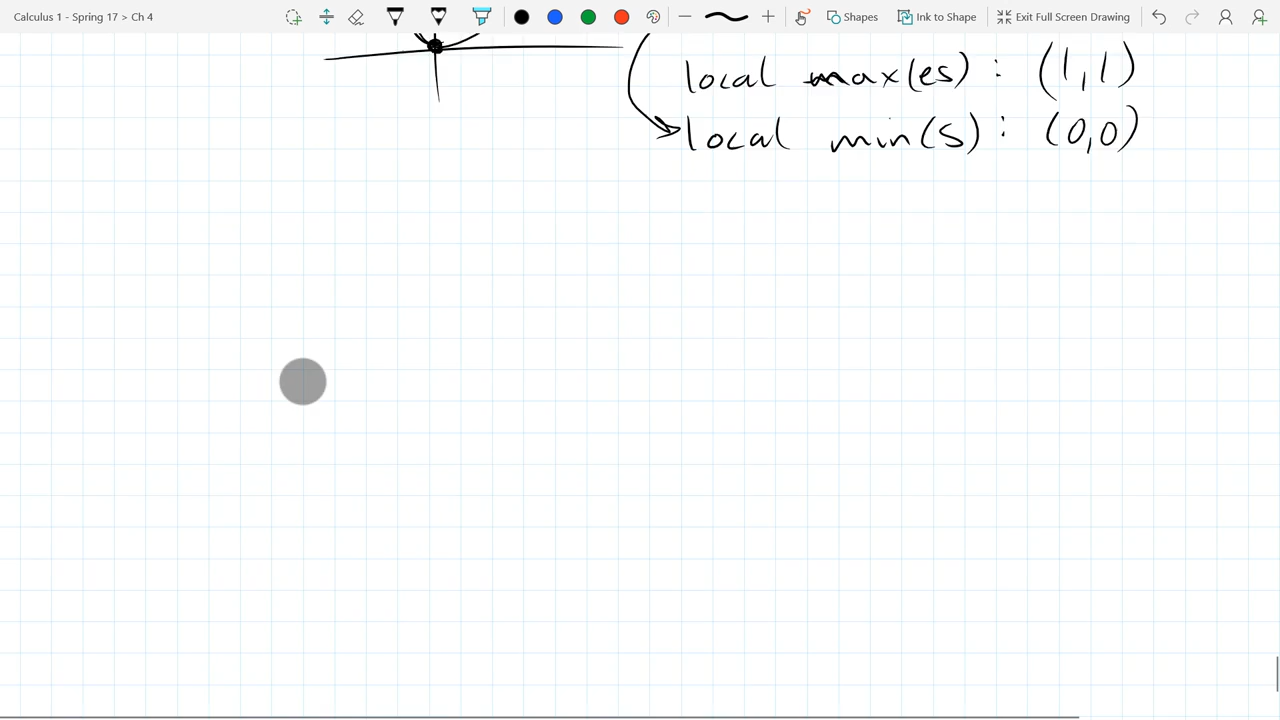 Calculus 1 - Spring 17 > Ch 4
Shapes
Ink to Shape
Exit Full Screen Drawing
local max(es) : (1,1)
local min(s) : (0,0)